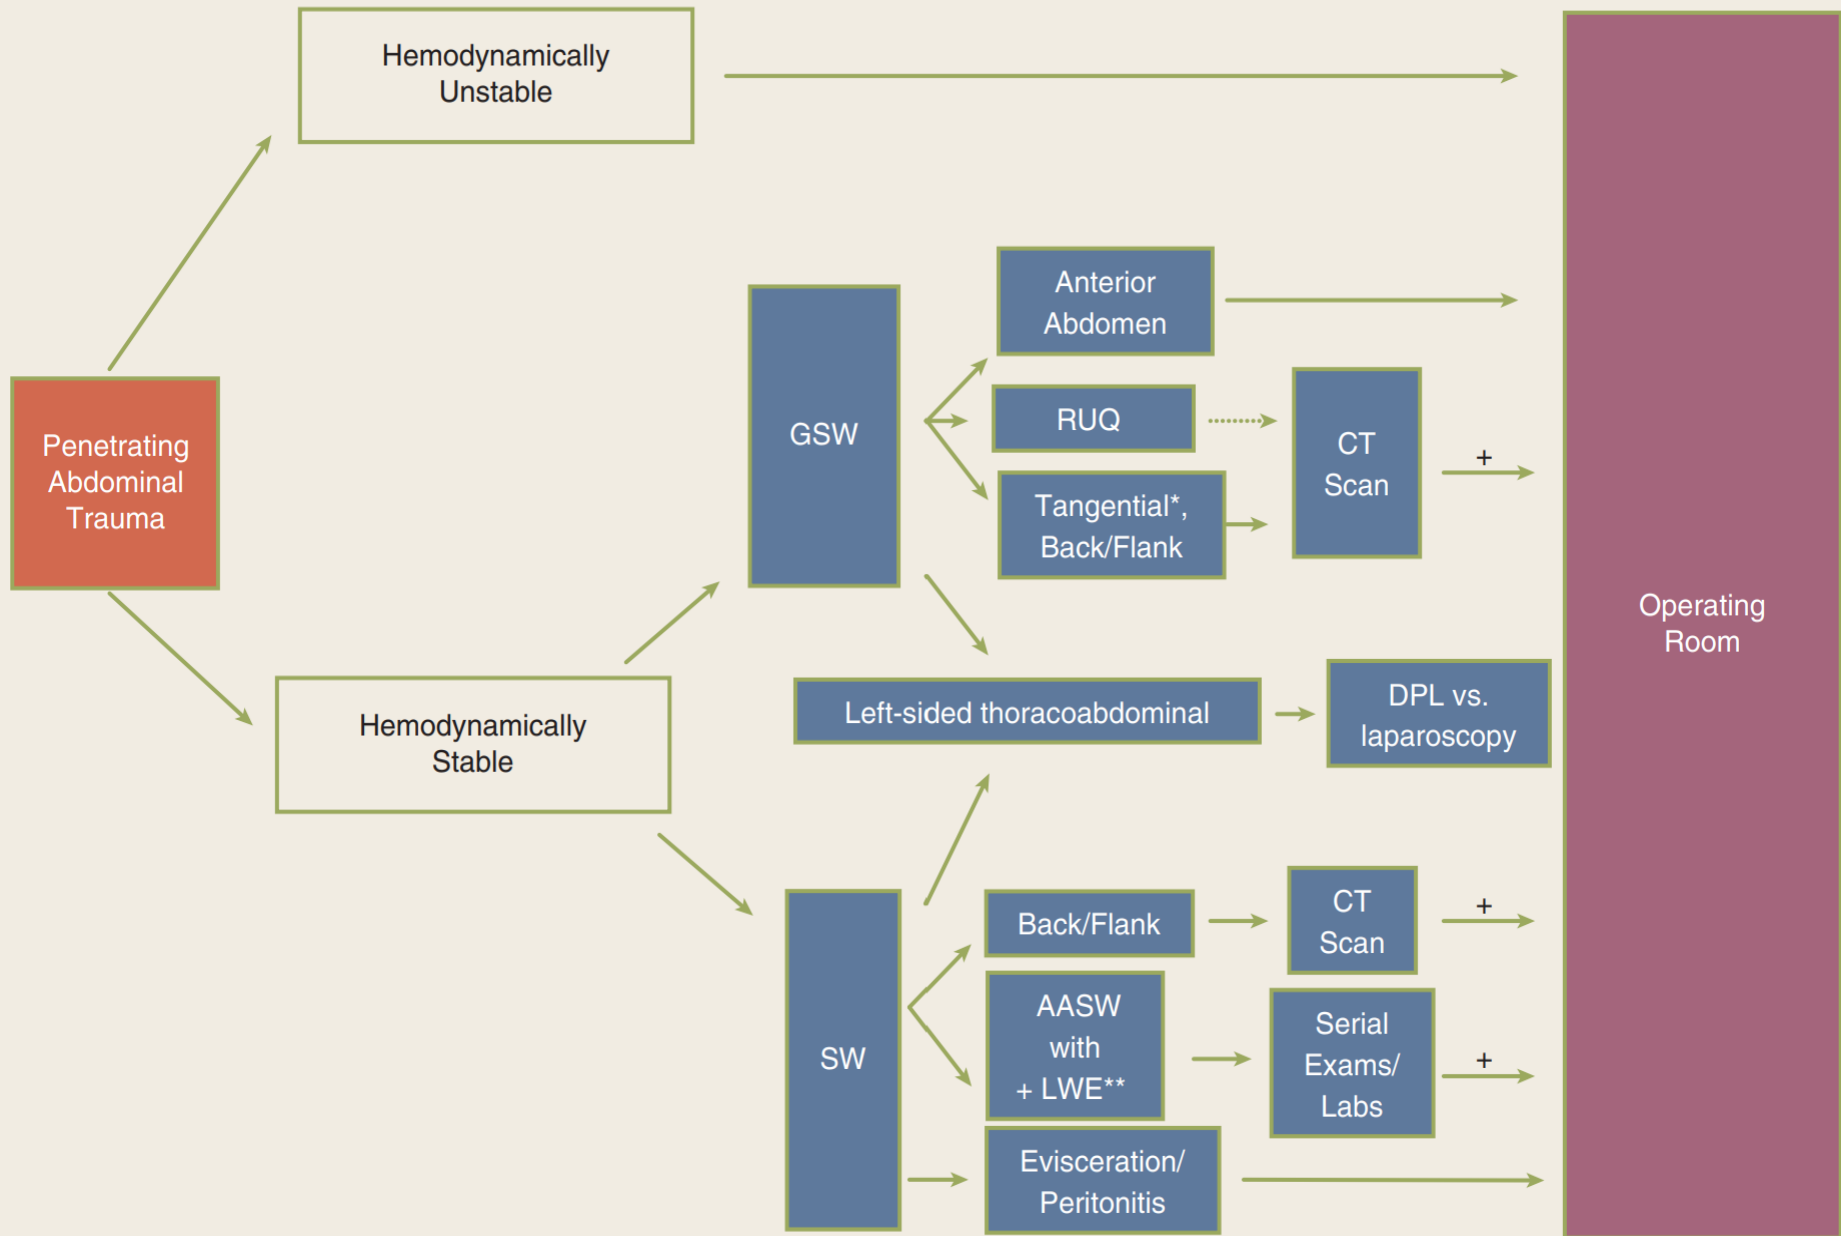 Hemodynamically
Unstable
Anterior
Abdomen
GSW
RUQ
CT
Scan
+
Tangential*,
Back/Flank
Penetrating
Abdominal
Trauma
Operating
Room
Hemodynamically
Stable
Left-sided thoracoabdominal
DPL vs.
laparoscopy
SW
Back/Flank
CT
Scan
+
AASW
with
+ LWE**
Serial
Exams/
Labs
+
Evisceration/
Peritonitis